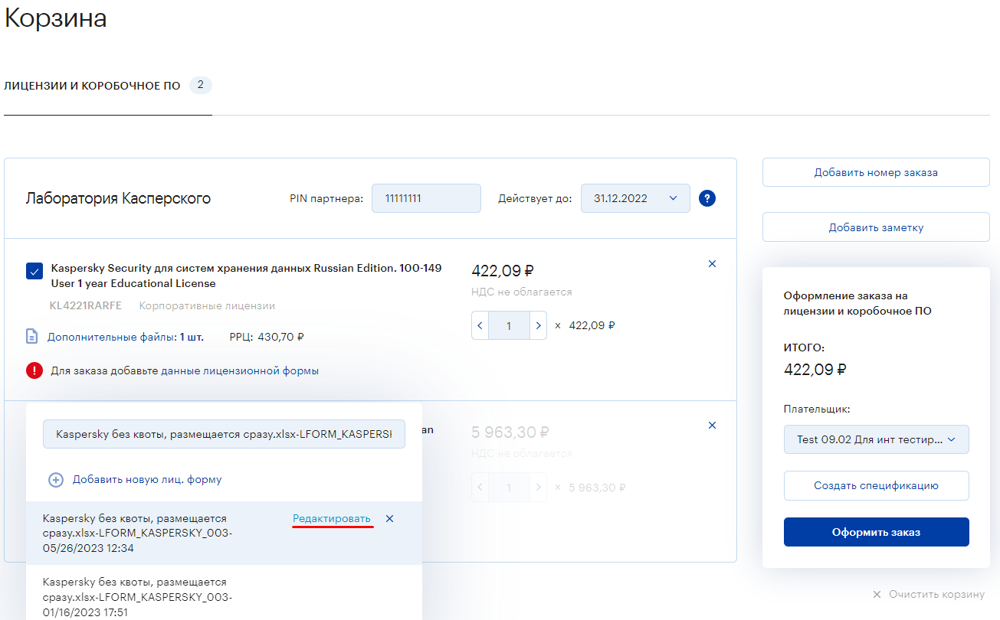 Корзина
ЛИЦЕНЗИИ И КОРОБОЧНОЕ ПО 2
Лаборатория Касперского
PIN партнера: 11111111
Действует до: 31.12.2022
?
Kaspersky Security для систем хранения данных Russian Edition. 100-149
User 1 year Educational License
KL4221RARFE Корпоративные лицензии
Дополнительные файлы: 1 шт. РРЦ: 430,70 ₽
! Для заказа добавьте данные лицензионной формы
422,09 ₽
НДС не облагается
1 × 422,09 ₽
Kaspersky без квоты, размещается сразу.xlsx-LFORM_KASPERSK
Добавить новую лиц. форму
Kaspersky без квоты, размещается
сразу.xlsx-LFORM_KASPERSKY_003-
05/26/2023 12:34
Редактировать
Kaspersky без квоты, размещается
сразу.xlsx-LFORM_KASPERSKY_003-
01/16/2023 17:51
an
5 963,30 ₽
НДС не облагается
1 × 5 963,30 ₽
Добавить номер заказа
Добавить заметку
Оформление заказа на
лицензии и коробочное ПО
ИТОГО:
422,09 ₽
Плательщик:
Test 09.02 Для инт тестир...
Создать спецификацию
Оформить заказ
Очистить корзину